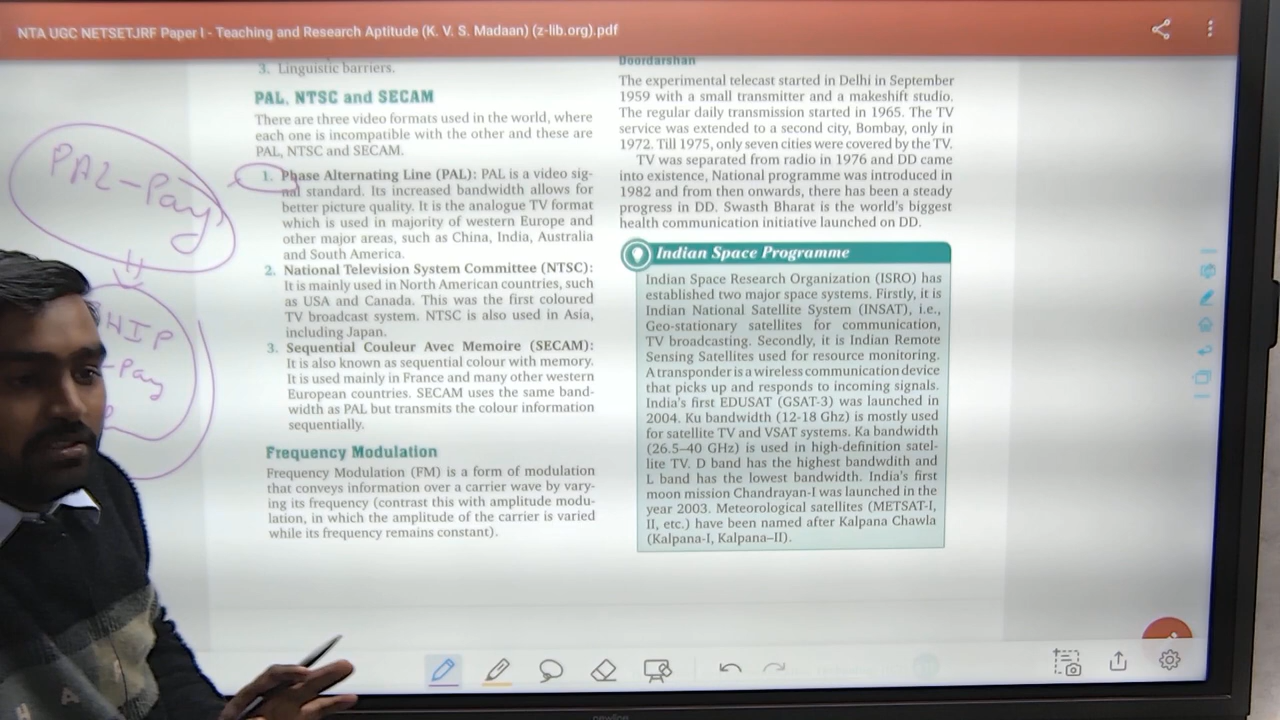 NTA UGC NETSETJRF Paper I - Teaching and Research Aptitude (K. V. S. Madaan) (z-lib.org).pdf
3. Linguistic barriers.
PAL, NTSC and SECAM
There are three video formats used in the world, where
each one is incompatible with the other and these are
PAL, NTSC and SECAM.
1. Phase Alternating Line (PAL): PAL is a video sig-
nal standard. Its increased bandwidth allows for
better picture quality. It is the analogue TV format
which is used in majority of western Europe and
other major areas, such as China, India, Australia
and South America.
2. National Television System Committee (NTSC):
It is mainly used in North American countries, such
as USA and Canada. This was the first coloured
TV broadcast system. NTSC is also used in Asia,
including Japan.
3. Sequential Couleur Avec Memoire (SECAM):
It is also known as sequential colour with memory.
It is used mainly in France and many other western
European countries. SECAM uses the same band-
width as PAL but transmits the colour information
sequentially.
Frequency Modulation
Frequency Modulation (FM) is a form of modulation
that conveys information over a carrier wave by vary-
ing its frequency (contrast this with amplitude modu-
lation, in which the amplitude of the carrier is varied
while its frequency remains constant).
PAL-Pay
HIP
-Pay
Doordarshan
The experimental telecast started in Delhi in September
1959 with a small transmitter and a makeshift studio.
The regular daily transmission started in 1965. The TV
service was extended to a second city, Bombay, only in
1972. Till 1975, only seven cities were covered by the TV.
TV was separated from radio in 1976 and DD came
into existence, National programme was introduced in
1982 and from then onwards, there has been a steady
progress in DD. Swasth Bharat is the world's biggest
health communication initiative launched on DD.
Indian Space Programme
Indian Space Research Organization (ISRO) has
established two major space systems. Firstly, it is
Indian National Satellite System (INSAT), i.e.,
Geo-stationary satellites for communication,
TV broadcasting. Secondly, it is Indian Remote
Sensing Satellites used for resource monitoring.
A transponder is a wireless communication device
that picks up and responds to incoming signals.
India's first EDUSAT (GSAT-3) was launched in
2004. Ku bandwidth (12-18 Ghz) is mostly used
for satellite TV and VSAT systems. Ka bandwidth
(26.5–40 GHz) is used in high-definition satel-
lite TV. D band has the highest bandwdith and
L band has the lowest bandwidth. India's first
moon mission Chandrayan-I was launched in the
year 2003. Meteorological satellites (METSAT-I,
II, etc.) have been named after Kalpana Chawla
(Kalpana-I, Kalpana–II).
newline